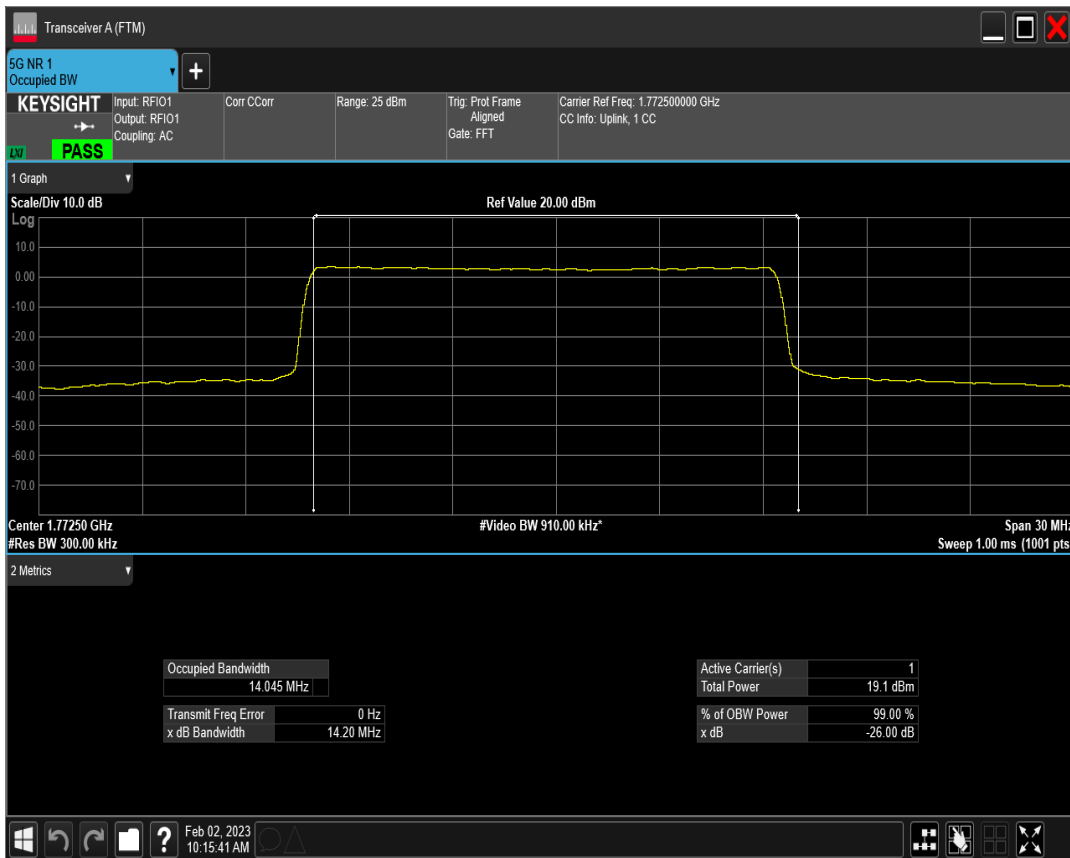 Transceiver A (FTM)
5G NR 1
Occupied BW
+
KEYSIGHT
LXI
PASS
Input: RFIO1
Output: RFIO1
Coupling: AC
Corr CCorr
Range: 25 dBm
Trig: Prot Frame
Aligned
Gate: FFT
Carrier Ref Freq: 1.772500000 GHz
CC Info: Uplink, 1 CC
1 Graph
Scale/Div 10.0 dB
Ref Value 20.00 dBm
Log
10.0
0.00
-10.0
-20.0
-30.0
-40.0
-50.0
-60.0
-70.0
Center 1.77250 GHz
#Video BW 910.00 kHz*
Span 30 MHz
#Res BW 300.00 kHz
Sweep 1.00 ms (1001 pts
2 Metrics
Occupied Bandwidth
14.045 MHz
Transmit Freq Error 0 Hz
x dB Bandwidth 14.20 MHz
Active Carrier(s) 1
Total Power 19.1 dBm
% of OBW Power 99.00 %
x dB -26.00 dB
?
Feb 02, 2023
10:15:41 AM